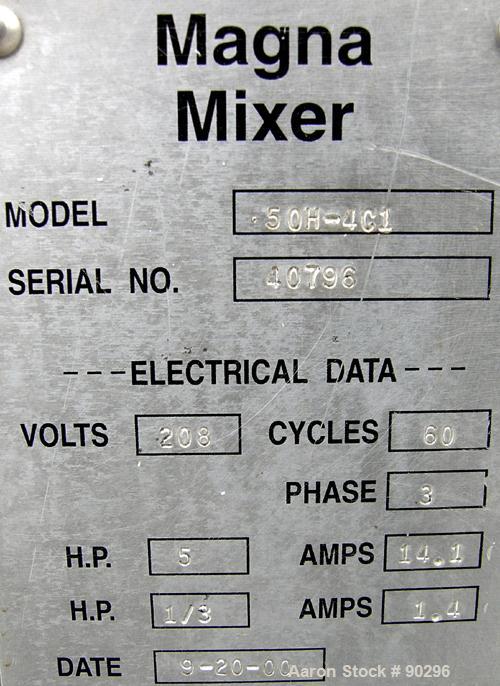 Magna
Mixer
MODEL 50H-4C1
SERIAL NO. 40796
---ELECTRICAL DATA---
VOLTS 208 CYCLES 60
PHASE 3
H.P. 5 AMPS 14.1
H.P. 1/3 AMPS 1.4
DATE 9-20-00
Aaron Stock # 90296